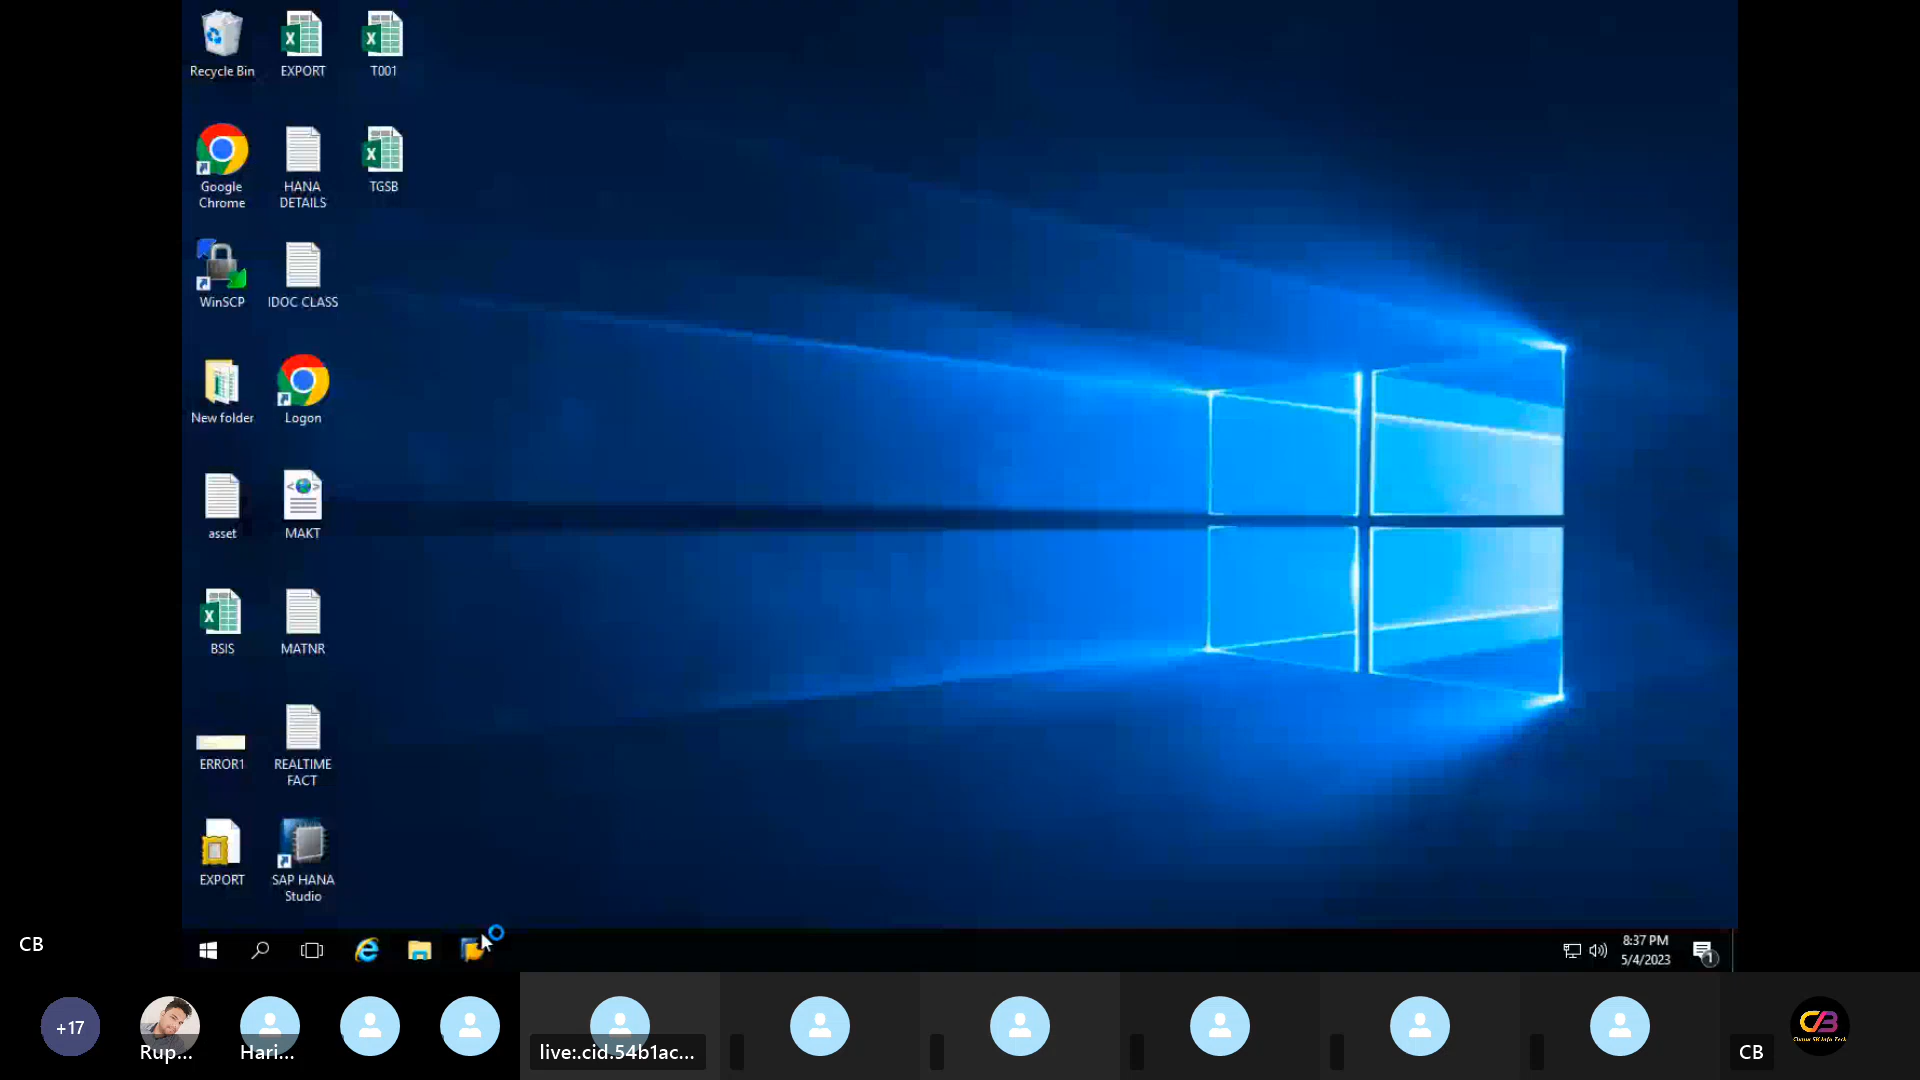 Recycle Bin
EXPORT
T001
Google
Chrome
HANA
DETAILS
TGSB
WinSCP
IDOC CLASS
New folder
Logon
asset
MAKT
BSIS
MATNR
ERROR1
REALTIME
FACT
EXPORT
SAP HANA
Studio
CB
8:37 PM
5/4/2023
1
+17
Rup...
Hari...
live:.cid.54b1ac...
CB